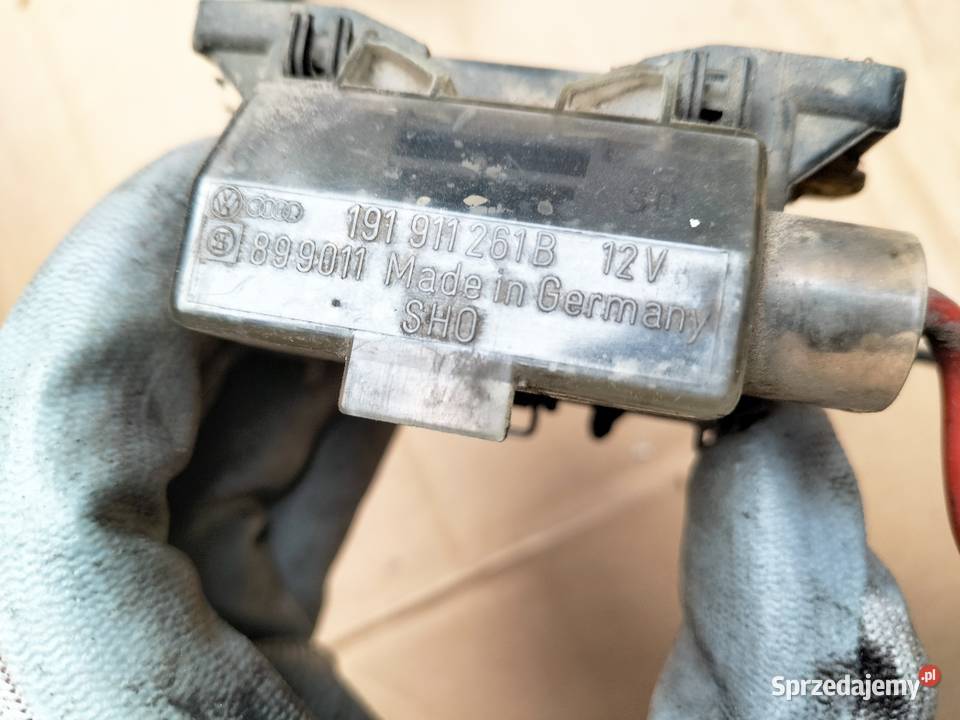 191 911 261B 12V
899011 Made in Germany
SHO
Sprzedajemy.pl